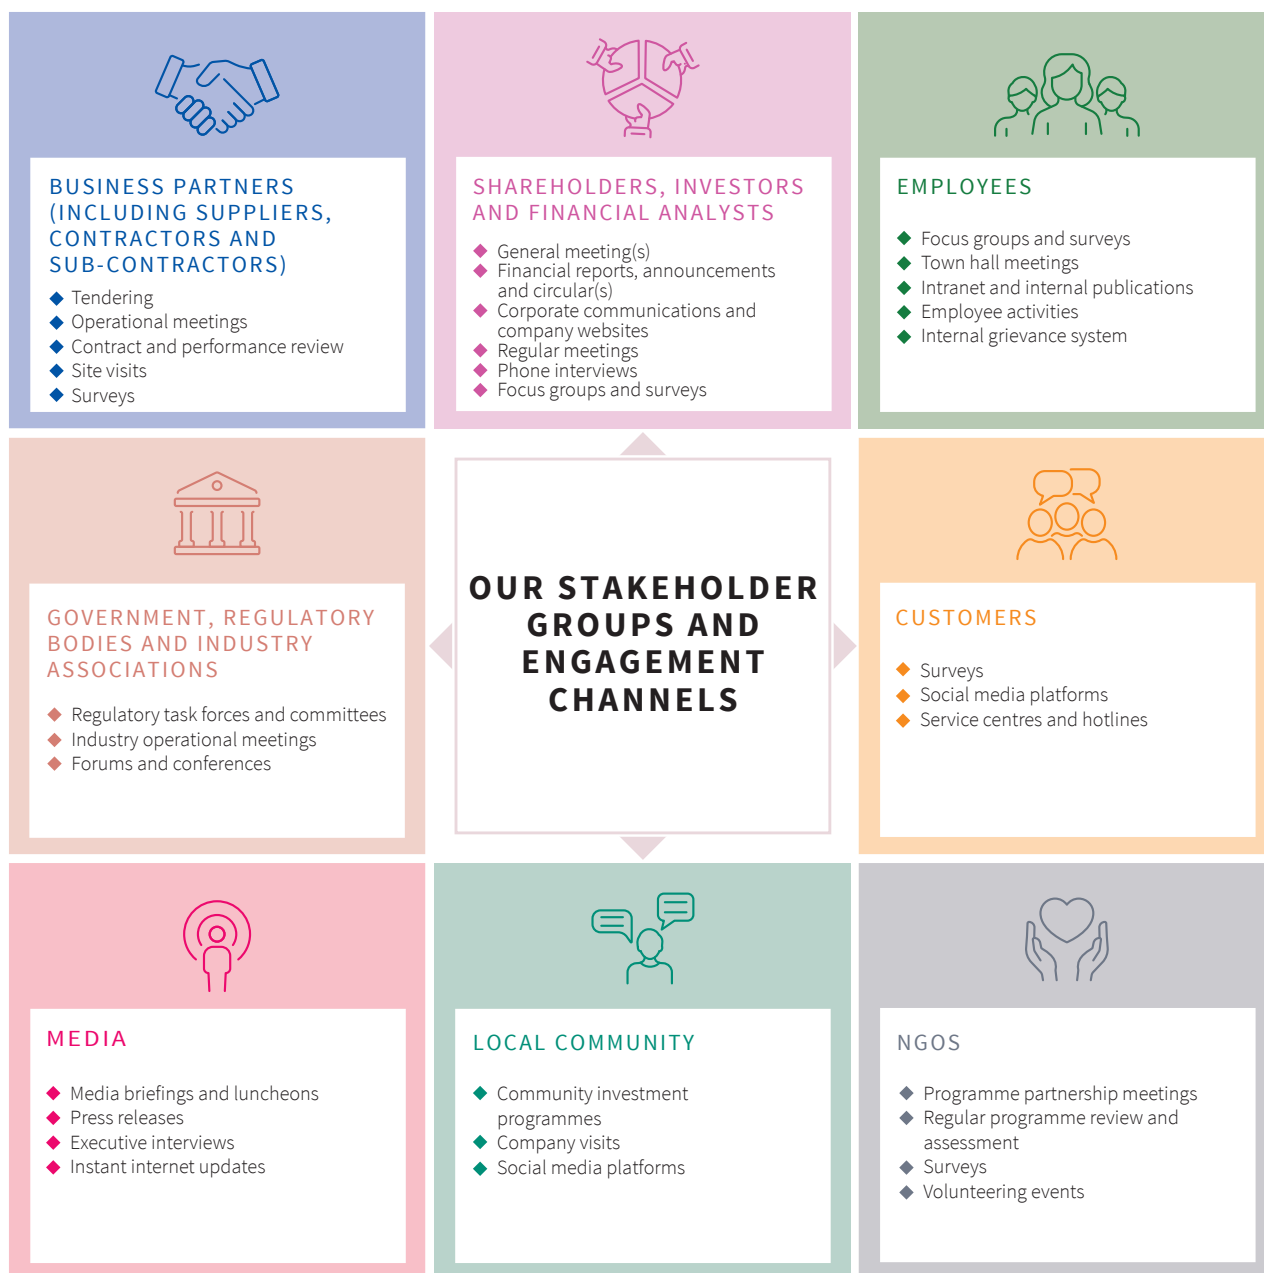 BUSINESS PARTNERS
(INCLUDING SUPPLIERS,
CONTRACTORS AND
SUB-CONTRACTORS)
Tendering
Operational meetings
Contract and performance review
Site visits
Surveys
SHAREHOLDERS, INVESTORS
AND FINANCIAL ANALYSTS
General meeting(s)
Financial reports, announcements
and circular(s)
Corporate communications and
company websites
Regular meetings
Phone interviews
Focus groups and surveys
EMPLOYEES
Focus groups and surveys
Town hall meetings
Intranet and internal publications
Employee activities
Internal grievance system
GOVERNMENT, REGULATORY
BODIES AND INDUSTRY
ASSOCIATIONS
Regulatory task forces and committees
Industry operational meetings
Forums and conferences
OUR STAKEHOLDER
GROUPS AND
ENGAGEMENT
CHANNELS
CUSTOMERS
Surveys
Social media platforms
Service centres and hotlines
MEDIA
Media briefings and luncheons
Press releases
Executive interviews
Instant internet updates
LOCAL COMMUNITY
Community investment
programmes
Company visits
Social media platforms
NGOS
Programme partnership meetings
Regular programme review and
assessment
Surveys
Volunteering events